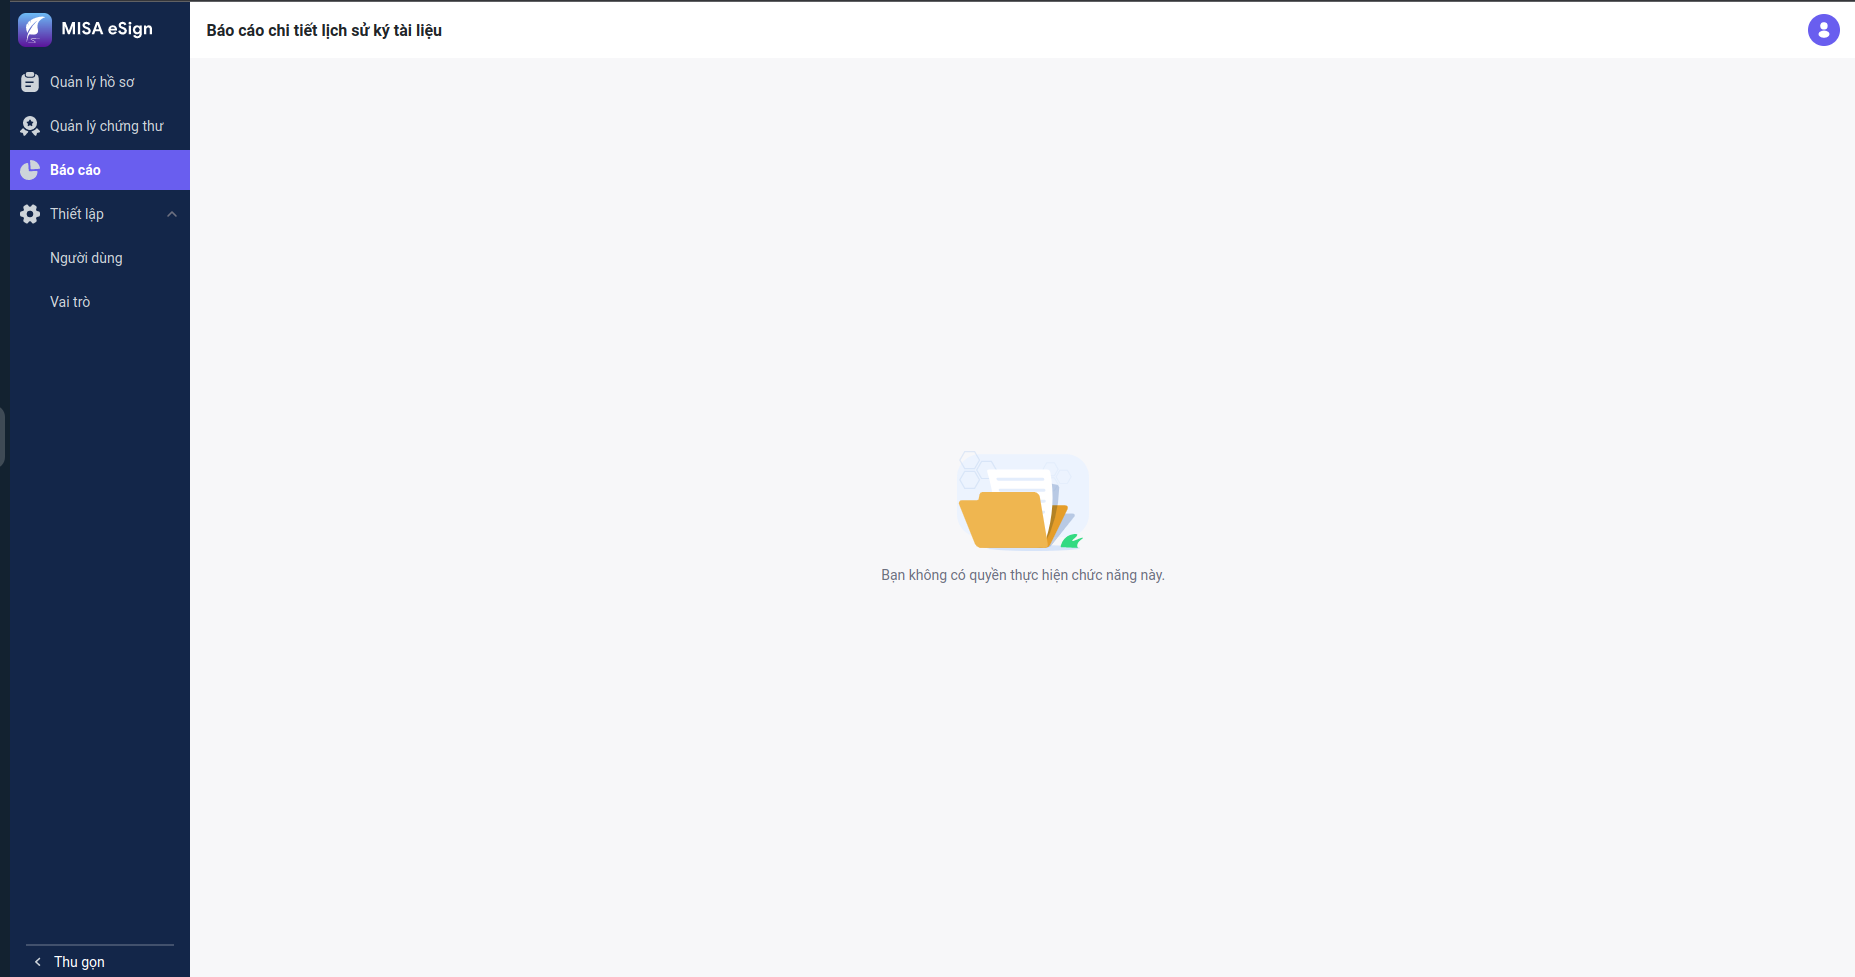 MISA eSign
Quản lý hồ sơ
Quản lý chứng thư
Báo cáo
Thiết lập
Người dùng
Vai trò
Thu gọn
Báo cáo chi tiết lịch sử ký tài liệu
Bạn không có quyền thực hiện chức năng này.